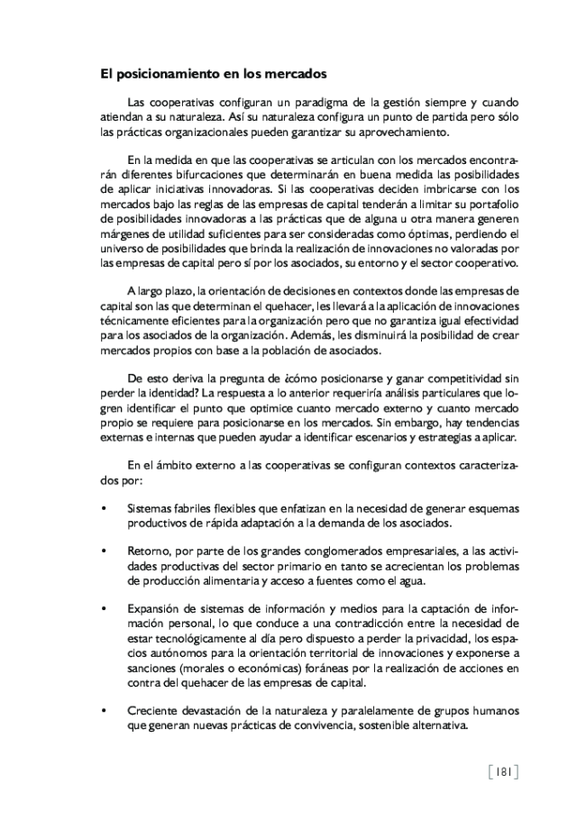 El posicionamiento en los mercados
Las cooperativas configuran un paradigma de la gestión siempre y cuando
atiendan a su naturaleza. Así su naturaleza configura un punto de partida pero sólo
las prácticas organizacionales pueden garantizar su aprovechamiento.
En la medida en que las cooperativas se articulan con los mercados encontra-
rán diferentes bifurcaciones que determinarán en buena medida las posibilidades
de aplicar iniciativas innovadoras. Si las cooperativas deciden imbricarse con los
mercados bajo las reglas de las empresas de capital tenderán a limitar su portafolio
de posibilidades innovadoras a las prácticas que de alguna u otra manera generen
márgenes de utilidad suficientes para ser consideradas como óptimas, perdiendo el
universo de posibilidades que brinda la realización de innovaciones no valoradas por
las empresas de capital pero sí por los asociados, su entorno y el sector cooperativo.
A largo plazo, la orientación de decisiones en contextos donde las empresas de
capital son las que determinan el quehacer, les llevará a la aplicación de innovaciones
técnicamente eficientes para la organización pero que no garantiza igual efectividad
para los asociados de la organización. Además, les disminuirá la posibilidad de crear
mercados propios con base a la población de asociados.
De esto deriva la pregunta de ¿cómo posicionarse y ganar competitividad sin
perder la identidad? La respuesta a lo anterior requeriría análisis particulares que lo-
gren identificar el punto que optimice cuanto mercado externo y cuanto mercado
propio se requiere para posicionarse en los mercados. Sin embargo, hay tendencias
externas e internas que pueden ayudar a identificar escenarios y estrategias a aplicar.
En el ámbito externo a las cooperativas se configuran contextos caracteriza-
dos por:
• Sistemas fabriles flexibles que enfatizan en la necesidad de generar esquemas
productivos de rápida adaptación a la demanda de los asociados.
• Retorno, por parte de los grandes conglomerados empresariales, a las activi-
dades productivas del sector primario en tanto se acrecientan los problemas
de producción alimentaria y acceso a fuentes como el agua.
• Expansión de sistemas de información y medios para la captación de infor-
mación personal, lo que conduce a una contradicción entre la necesidad de
estar tecnológicamente al día pero dispuesto a perder la privacidad, los espa-
cios autónomos para la orientación territorial de innovaciones y exponerse a
sanciones (morales o económicas) foráneas por la realización de acciones en
contra del quehacer de las empresas de capital.
• Creciente devastación de la naturaleza y paralelamente de grupos humanos
que generan nuevas prácticas de convivencia, sostenible alternativa.
[181]